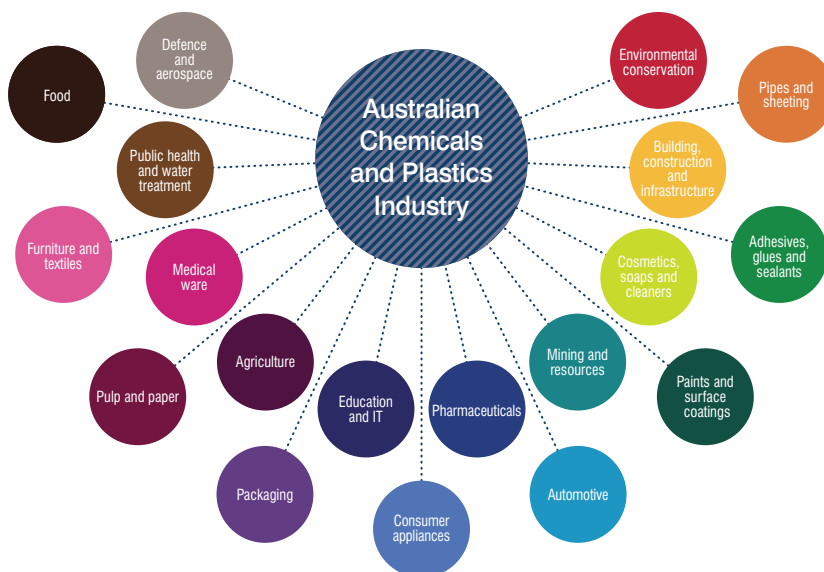 Australian
Chemicals
and Plastics
Industry
Defence and
aerospace
Food
Public health
and water
treatment
Furniture and
textiles
Medical
ware
Pulp and paper
Agriculture
Packaging
Education
and IT
Consumer
appliances
Pharmaceuticals
Automotive
Mining and
resources
Paints and
surface
coatings
Cosmetics,
soaps and
cleaners
Adhesives,
glues and
sealants
Building,
construction
and
infrastructure
Pipes and
sheeting
Environmental
conservation